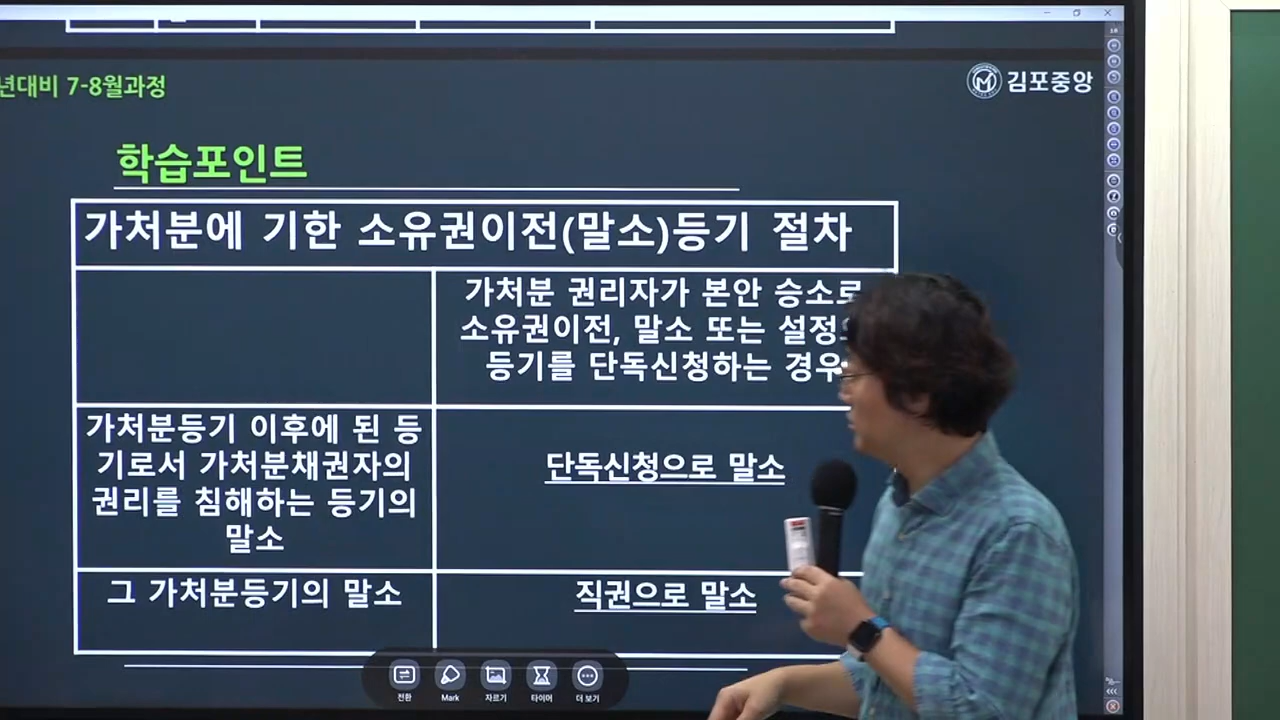 년대비 7-8월과정
김포중앙
학습포인트
가처분에 기한 소유권이전(말소)등기 절차
가처분 권리자가 본안 승소로
소유권이전, 말소 또는 설정의
등기를 단독신청하는 경우
가처분등기 이후에 된 등
기로서 가처분채권자의
권리를 침해하는 등기의
말소
단독신청으로 말소
그 가처분등기의 말소
직권으로 말소
전환
Mark
자르기
타이머
더 보기